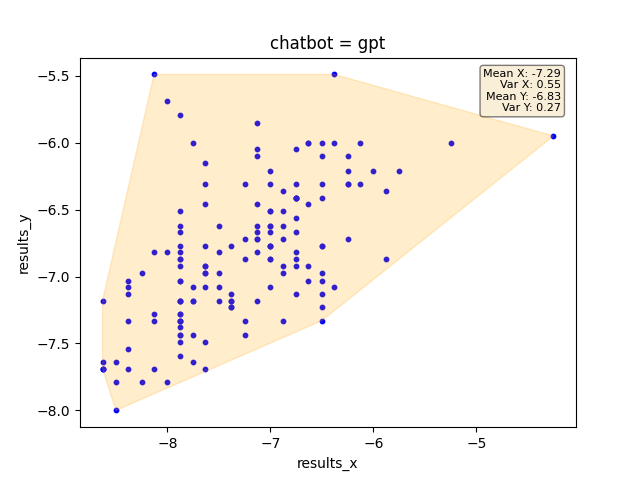 chatbot = gpt
Mean X: -7.29
Var X: 0.55
Mean Y: -6.83
Var Y: 0.27
−5.5
−6.0
−6.5
−7.0
−7.5
−8.0
results_y
−8
−7
−6
−5
results_x